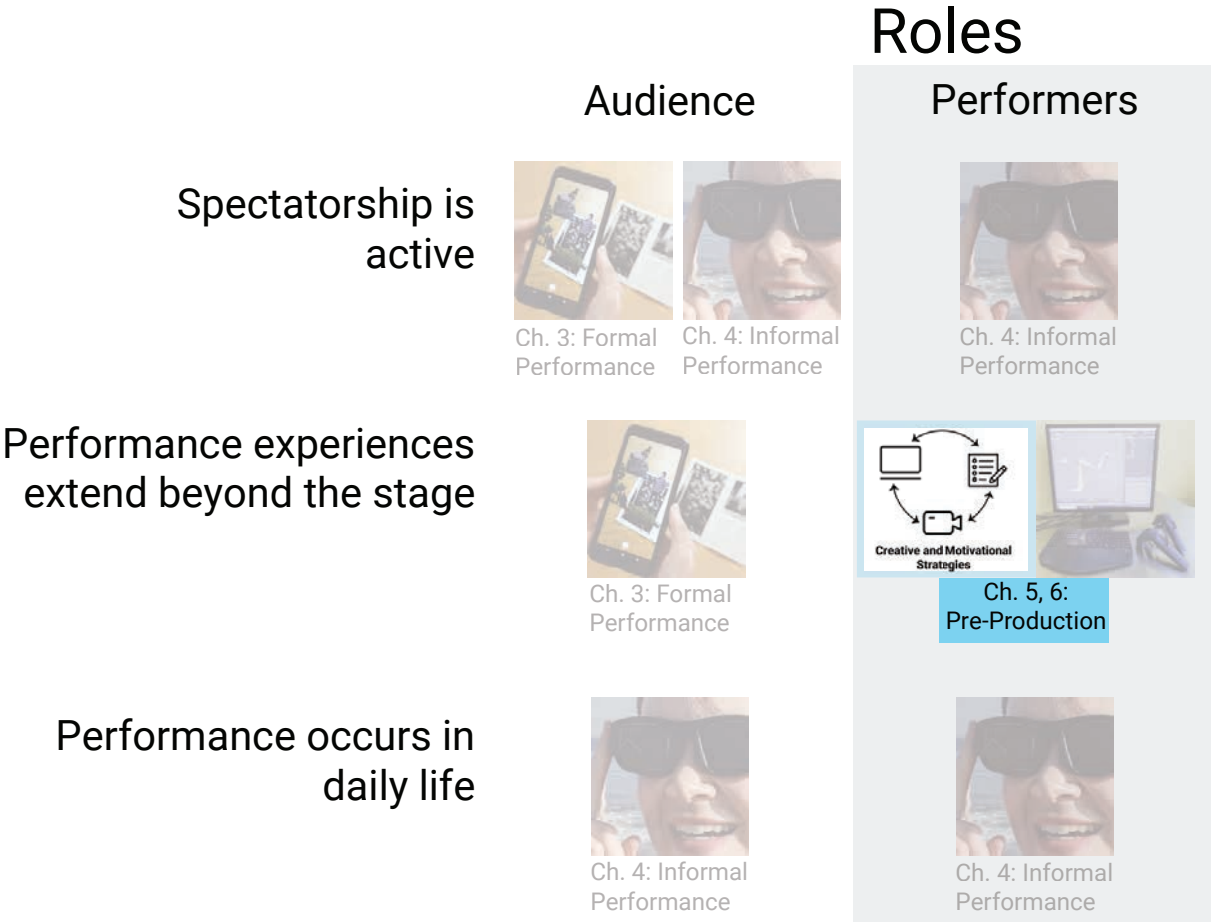 Roles
Audience
Performers
Spectatorship is
active
Ch. 3: Formal
Performance
Ch. 4: Informal
Performance
Ch. 4: Informal
Performance
Performance experiences
extend beyond the stage
Ch. 3: Formal
Performance
Creative and Motivational
Strategies
Ch. 5, 6:
Pre-Production
Performance occurs in
daily life
Ch. 4: Informal
Performance
Ch. 4: Informal
Performance